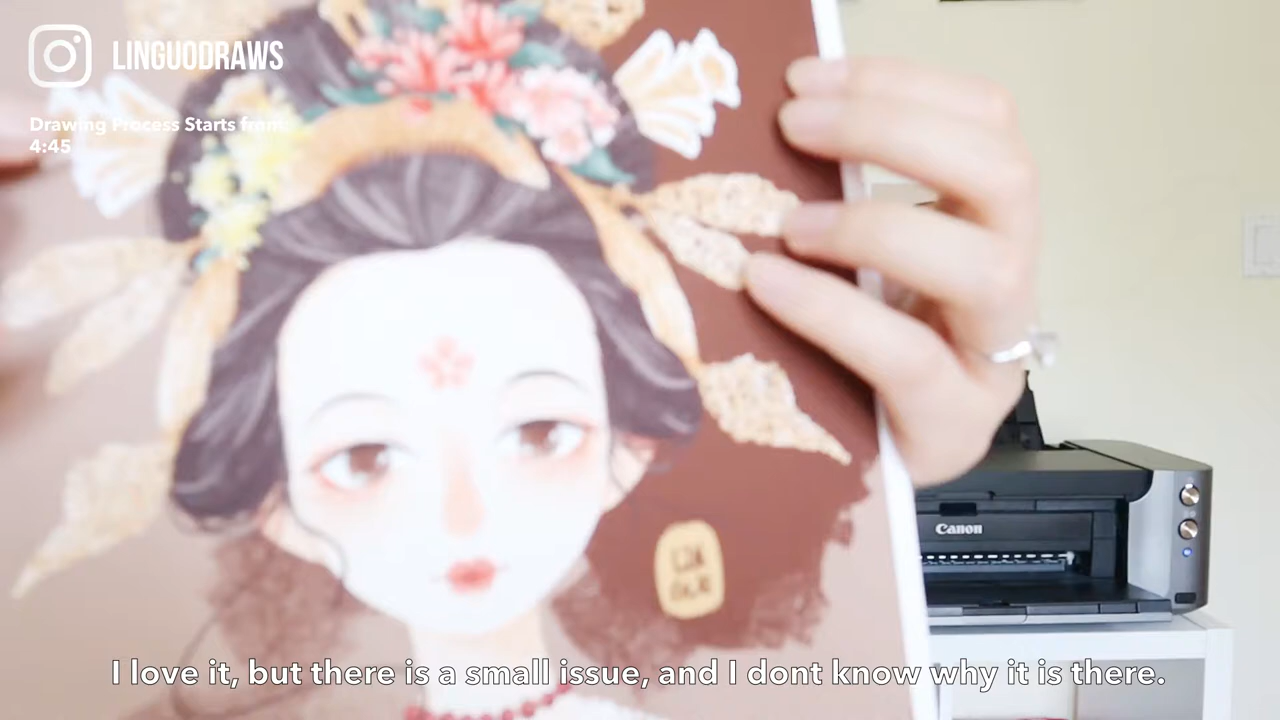 LINGUODRAWS
Drawing Process Starts from:
4:45
Canon
I love it, but there is a small issue, and I dont know why it is there.